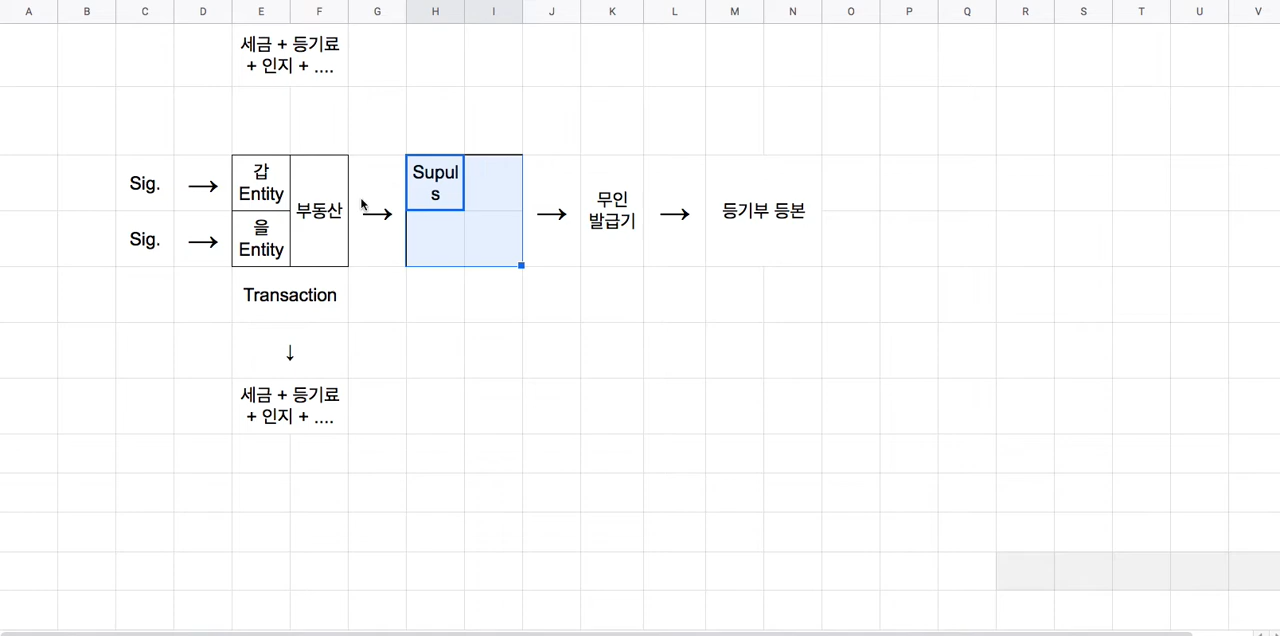 A B C D E F G H I J K L M N O P Q R S T U V
세금 + 등기료
+ 인지 + ....
Sig. → 갑
Entity
부동산 →
Supul
s
→ 무인
발급기 → 등기부 등본
Sig. → 을
Entity
Transaction
↓
세금 + 등기료
+ 인지 + ....